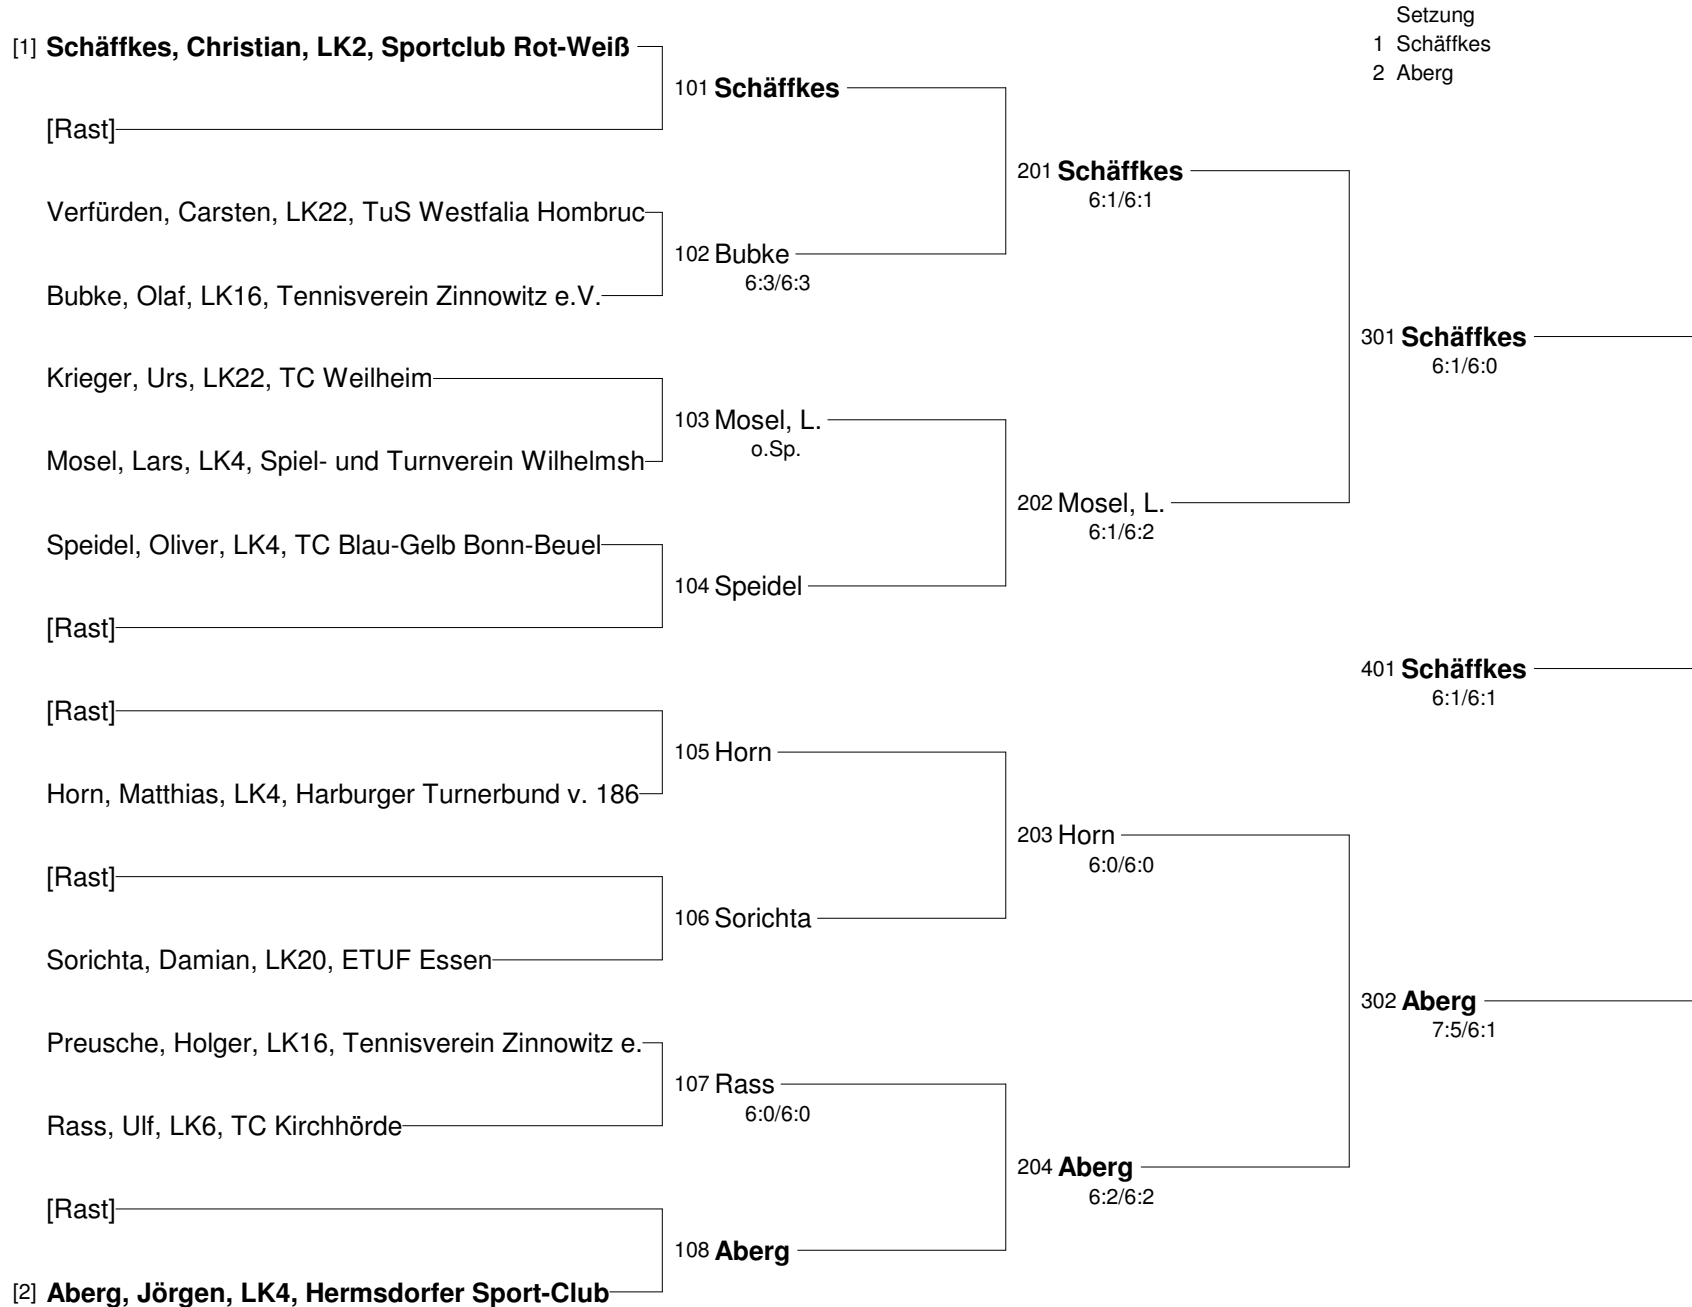 Setzung
1 Schäffkes
2 Aberg
[1] Schäffkes, Christian, LK2, Sportclub Rot-Weiß
101 Schäffkes
[Rast]
201 Schäffkes
6:1/6:1
Verfürden, Carsten, LK22, TuS Westfalia Hombruc
102 Bubke
6:3/6:3
Bubke, Olaf, LK16, Tennisverein Zinnowitz e.V.
301 Schäffkes
6:1/6:0
Krieger, Urs, LK22, TC Weilheim
103 Mosel, L.
o.Sp.
Mosel, Lars, LK4, Spiel- und Turnverein Wilhelmsh
202 Mosel, L.
6:1/6:2
Speidel, Oliver, LK4, TC Blau-Gelb Bonn-Beuel
104 Speidel
[Rast]
401 Schäffkes
6:1/6:1
[Rast]
105 Horn
Horn, Matthias, LK4, Harburger Turnerbund v. 186
203 Horn
6:0/6:0
[Rast]
106 Sorichta
Sorichta, Damian, LK20, ETUF Essen
302 Aberg
7:5/6:1
Preusche, Holger, LK16, Tennisverein Zinnowitz e.
107 Rass
6:0/6:0
Rass, Ulf, LK6, TC Kirchhörde
204 Aberg
6:2/6:2
[Rast]
108 Aberg
[2] Aberg, Jörgen, LK4, Hermsdorfer Sport-Club